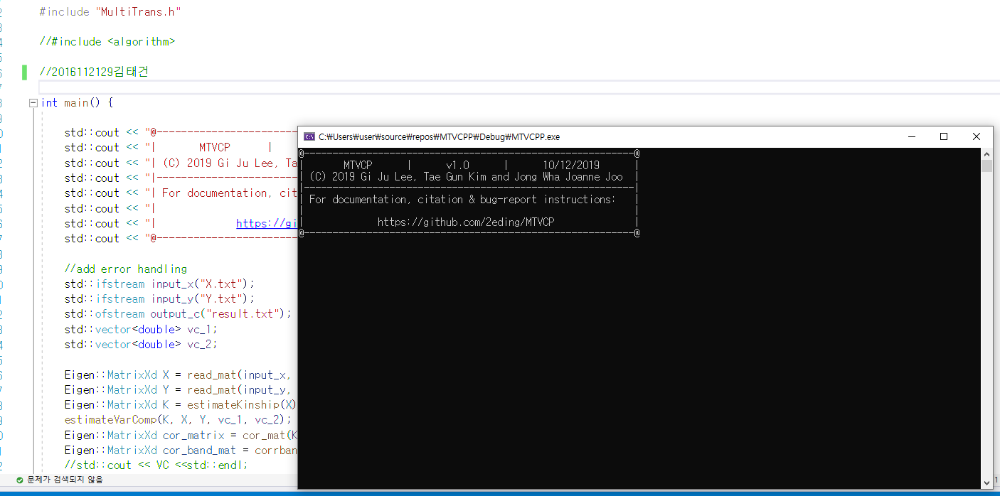 #include "MultiTrans.h"
//#include <algorithm>
//2016112129김태건
int main() {
std::cout << "@-----------------------
std::cout << "|        MTVCP        |
std::cout << "| (C) 2019 Gi Ju Lee, Ta
std::cout << "|-----------------------
std::cout << "| For documentation, cit
std::cout << "|
std::cout << "|                https://gi
std::cout << "@-----------------------
//add error handling
std::ifstream input_x("X.txt");
std::ifstream input_y("Y.txt");
std::ofstream output_c("result.txt");
std::vector<double> vc_1;
std::vector<double> vc_2;
Eigen::MatrixXd X = read_mat(input_x,
Eigen::MatrixXd Y = read_mat(input_y,
Eigen::MatrixXd K = estimateKinship(X)
estimateVarComp(K, X, Y, vc_1, vc_2);
Eigen::MatrixXd cor_matrix = cor_mat(K
Eigen::MatrixXd cor_band_mat = corrban
//std::cout << VC <<std::endl;
문제가 검색되지 않음
C:\Users\user\source\repos\MTVCPP\Debug\MTVCPP.exe
@----------------------------------------------------------@
|       MTVCP      |      v1.0      |      10/12/2019      |
| (C) 2019 Gi Ju Lee, Tae Gun Kim and Jong Wha Joanne Joo  |
|----------------------------------------------------------|
| For documentation, citation & bug-report instructions:   |
|                                                          |
|             https://github.com/2eding/MTVCP              |
@----------------------------------------------------------@